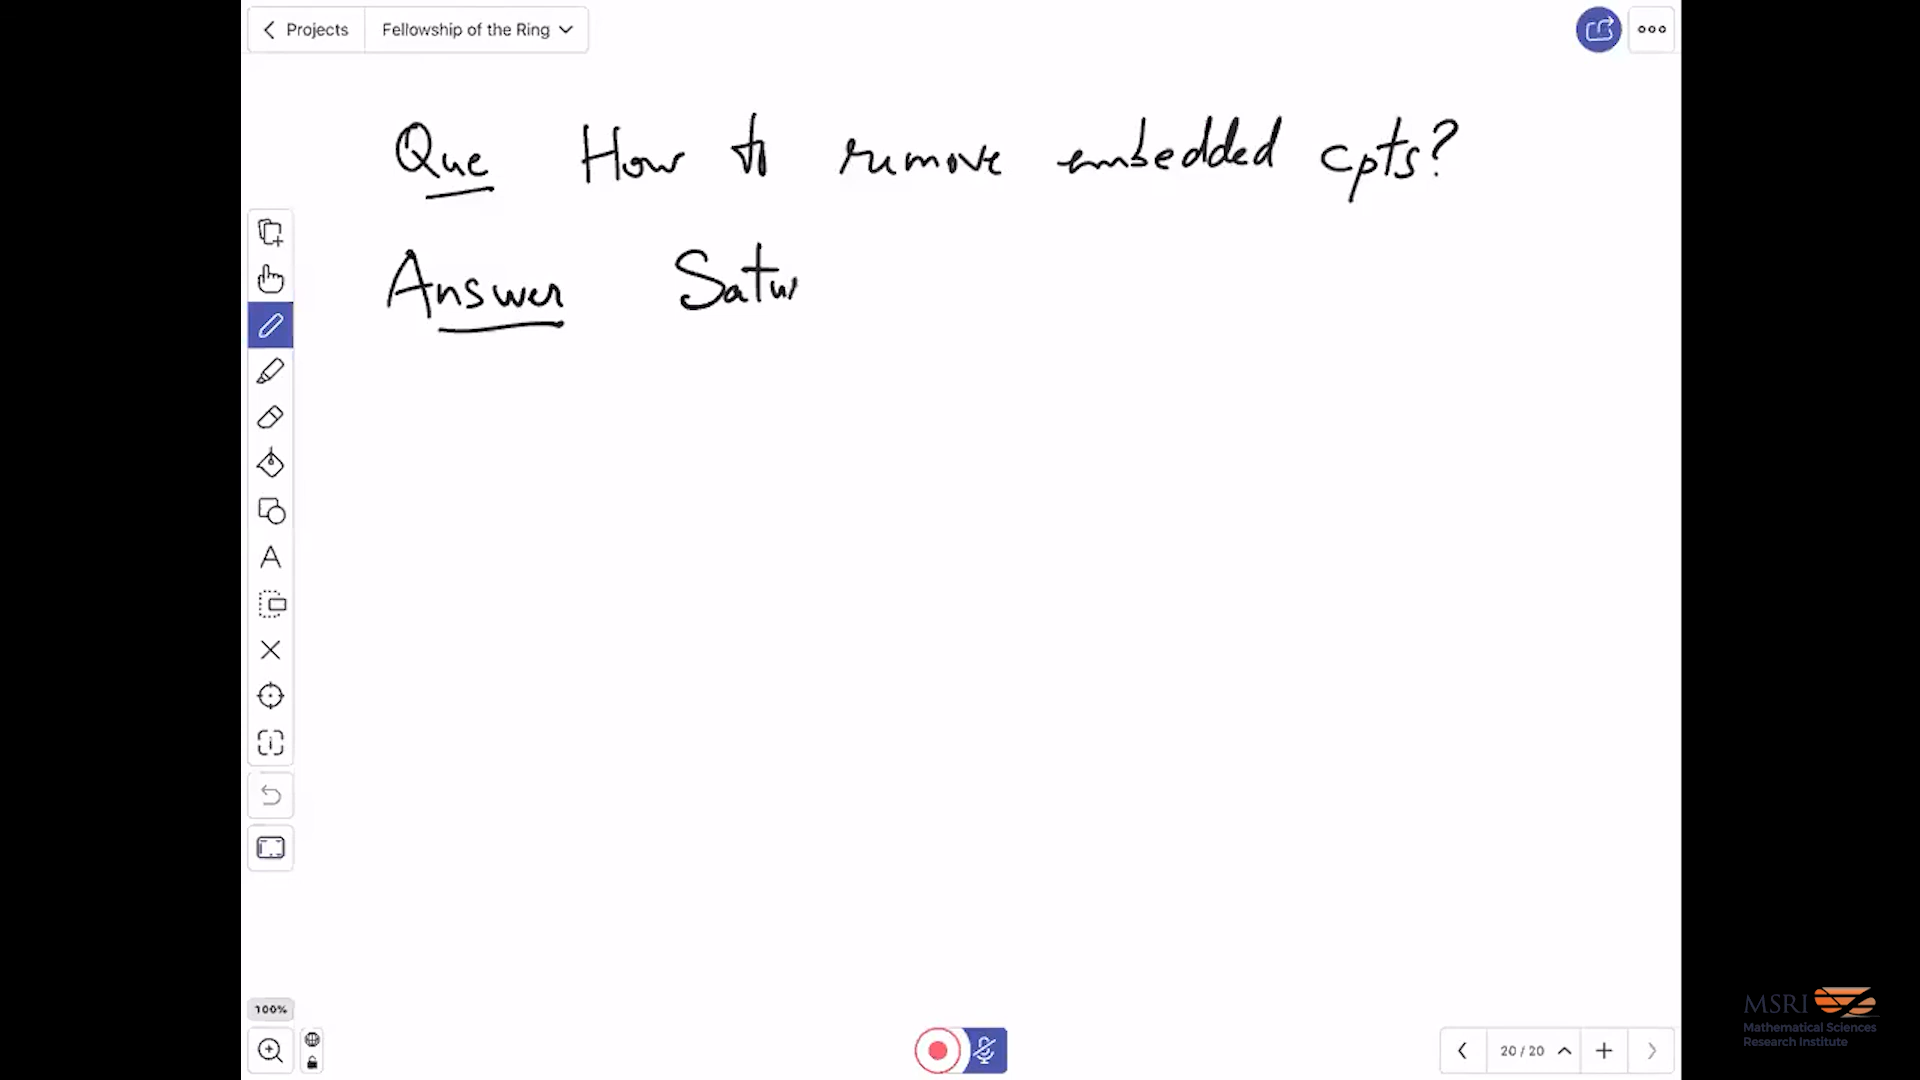 Projects
Fellowship of the Ring
Que How to remove embedded cpts?
Answer Satur
A
100%
20/20
MSRI
Mathematical Sciences
Research Institute